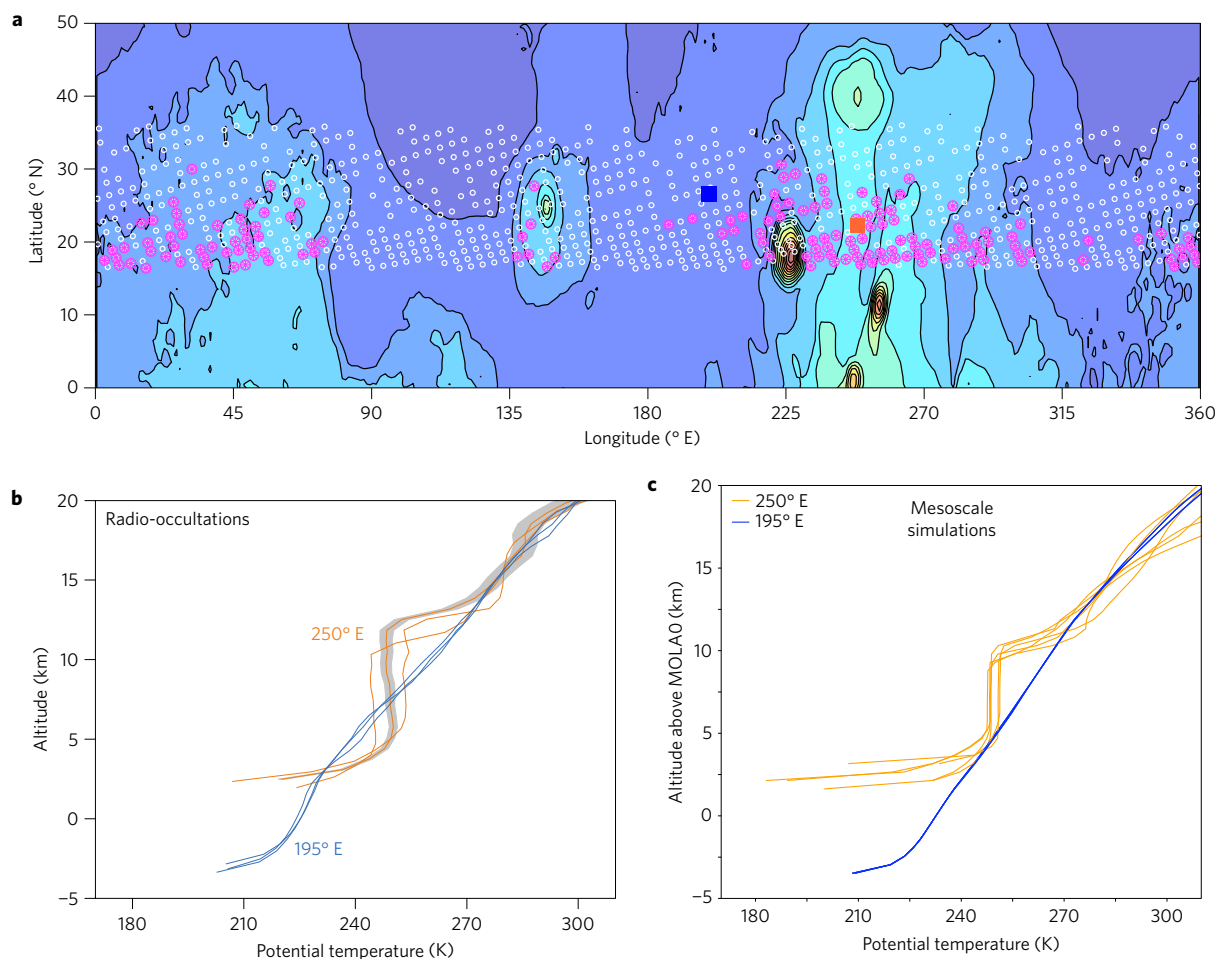 a
50
40
30
20
10
0
Latitude (° N)
0 45 90 135 180 225 270 315 360
Longitude (° E)
b
20
15
10
5
0
−5
Altitude (km)
Radio-occultations
250° E
195° E
180 210 240 270 300
Potential temperature (K)
c
20
15
10
5
0
−5
Altitude above MOLA0 (km)
250° E
195° E
Mesoscale
simulations
180 210 240 270 300
Potential temperature (K)